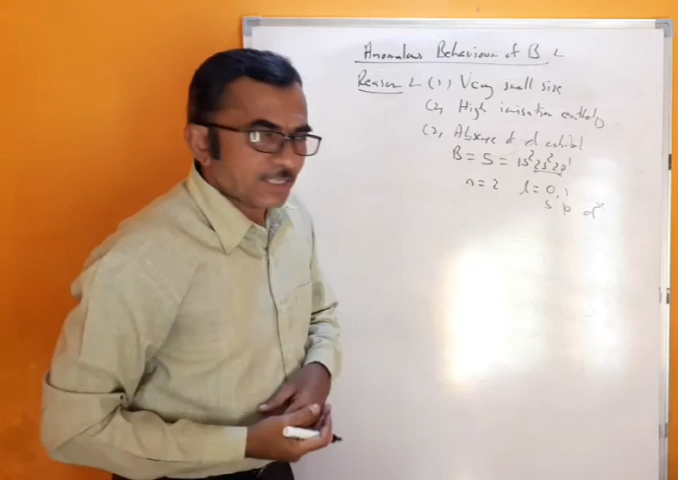 Anomalous Behaviour of B :-
Reason :- (1) Very small size
(2) High ionisation enthalpy
(3) Absence of d orbital
B = 5 = 1s² 2s² 2p¹
n = 2 l = 0, 1
s p d×